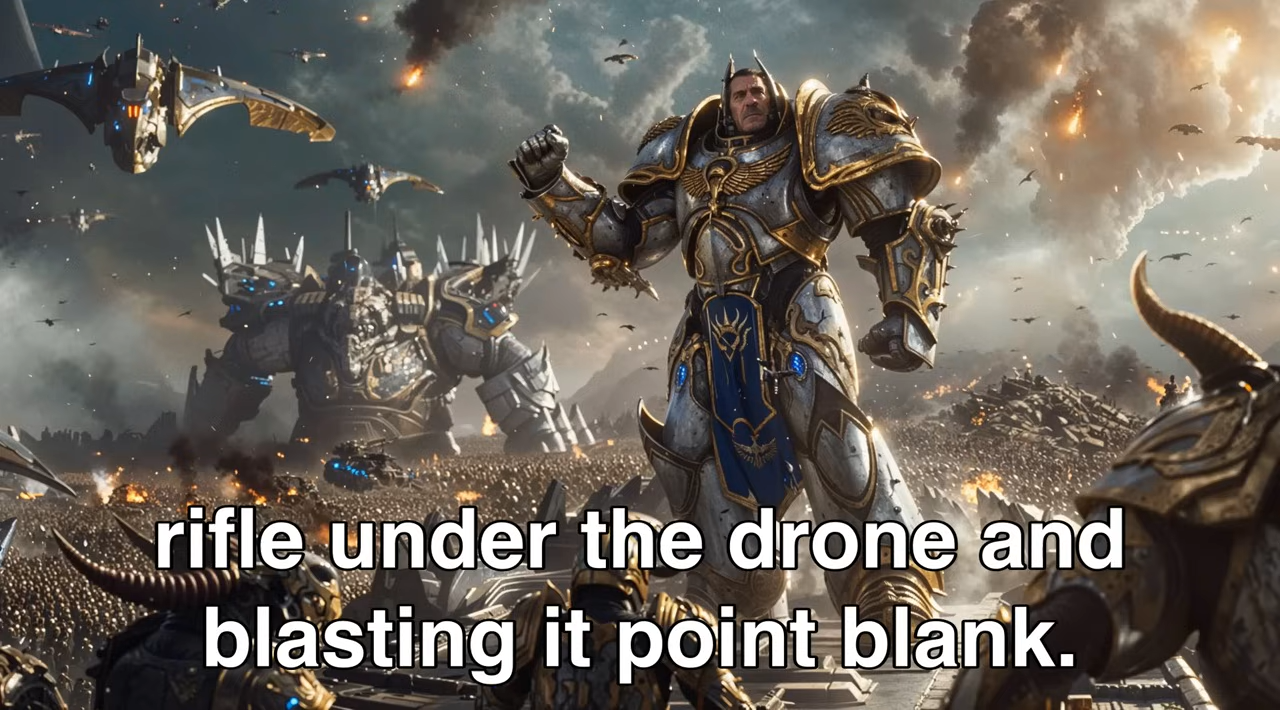 rifle under the drone and
blasting it point blank.